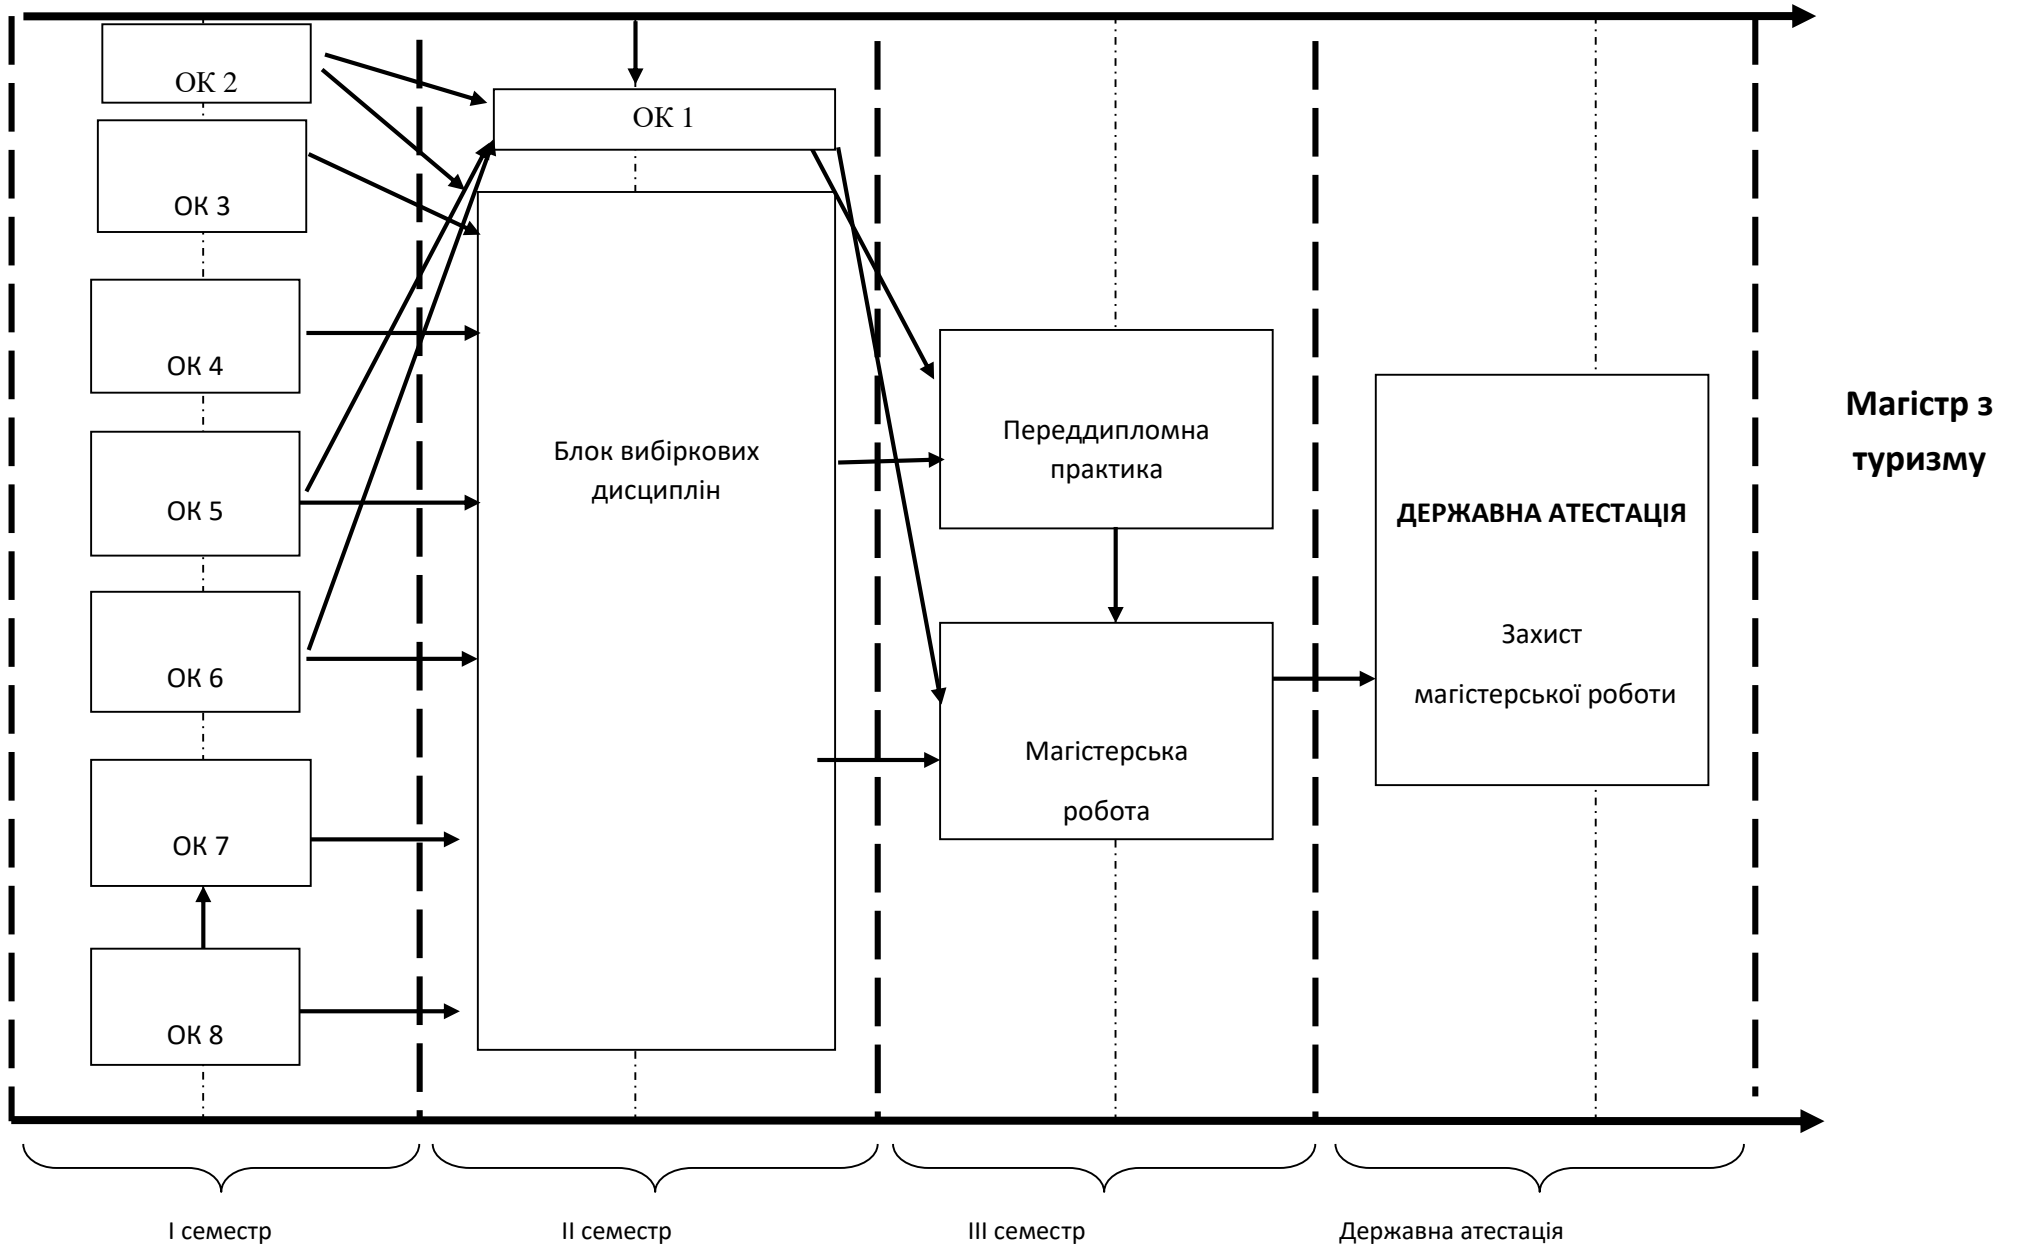 ОК 2
ОК 3
ОК 4
ОК 5
ОК 6
ОК 7
ОК 8
ОК 1
Блок вибіркових
дисциплін
Переддипломна
практика
Магістерська
робота
ДЕРЖАВНА АТЕСТАЦІЯ
Захист
магістерської роботи
Магістр з
туризму
І семестр
ІІ семестр
ІІІ семестр
Державна атестація